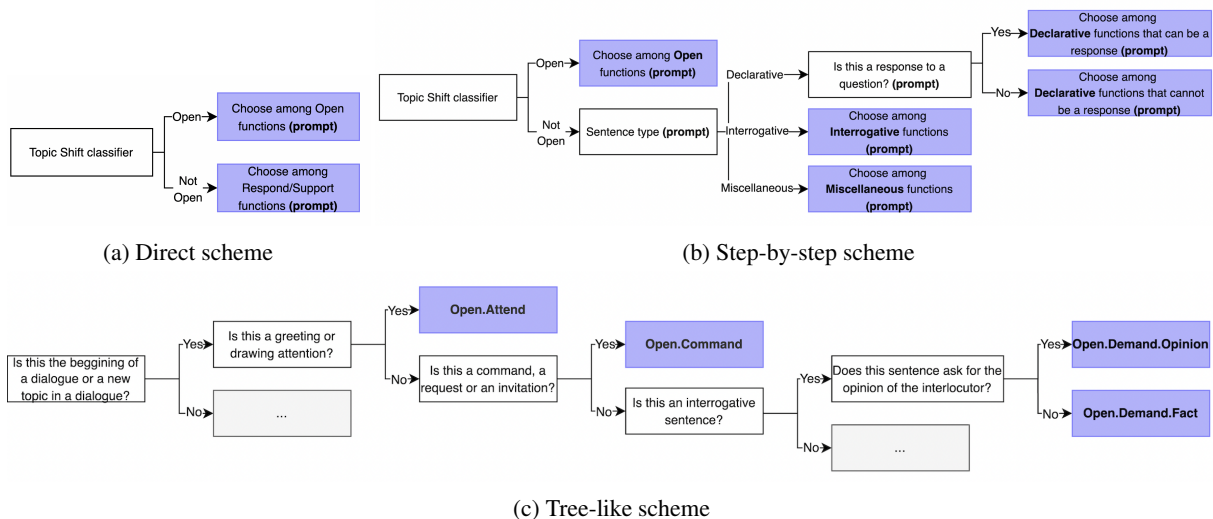 Topic Shift classifier
Open
Choose among Open
functions (prompt)
Not
Open
Choose among
Respond/Support
functions (prompt)
(a) Direct scheme
Topic Shift classifier
Open
Choose among Open
functions (prompt)
Not
Open
Sentence type (prompt)
Declarative
Is this a response to a
question? (prompt)
Yes
Choose among
Declarative functions that can be a
response (prompt)
No
Choose among
Declarative functions that cannot
be a response (prompt)
Interrogative
Choose among
Interrogative functions
(prompt)
Miscellaneous
Choose among
Miscellaneous functions
(prompt)
(b) Step-by-step scheme
Is this the beggining of
a dialogue or a new
topic in a dialogue?
Yes
Is this a greeting or
drawing attention?
No
...
Yes
Open.Attend
No
Is this a command, a
request or an invitation?
Yes
Open.Command
No
Is this an interrogative
sentence?
Yes
Does this sentence ask for the
opinion of the interlocutor?
No
...
Yes
Open.Demand.Opinion
No
Open.Demand.Fact
(c) Tree-like scheme